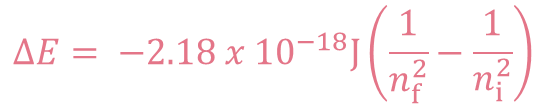 ΔE = −2.18 x 10⁻¹⁸J(1/n_f² − 1/n_i²)